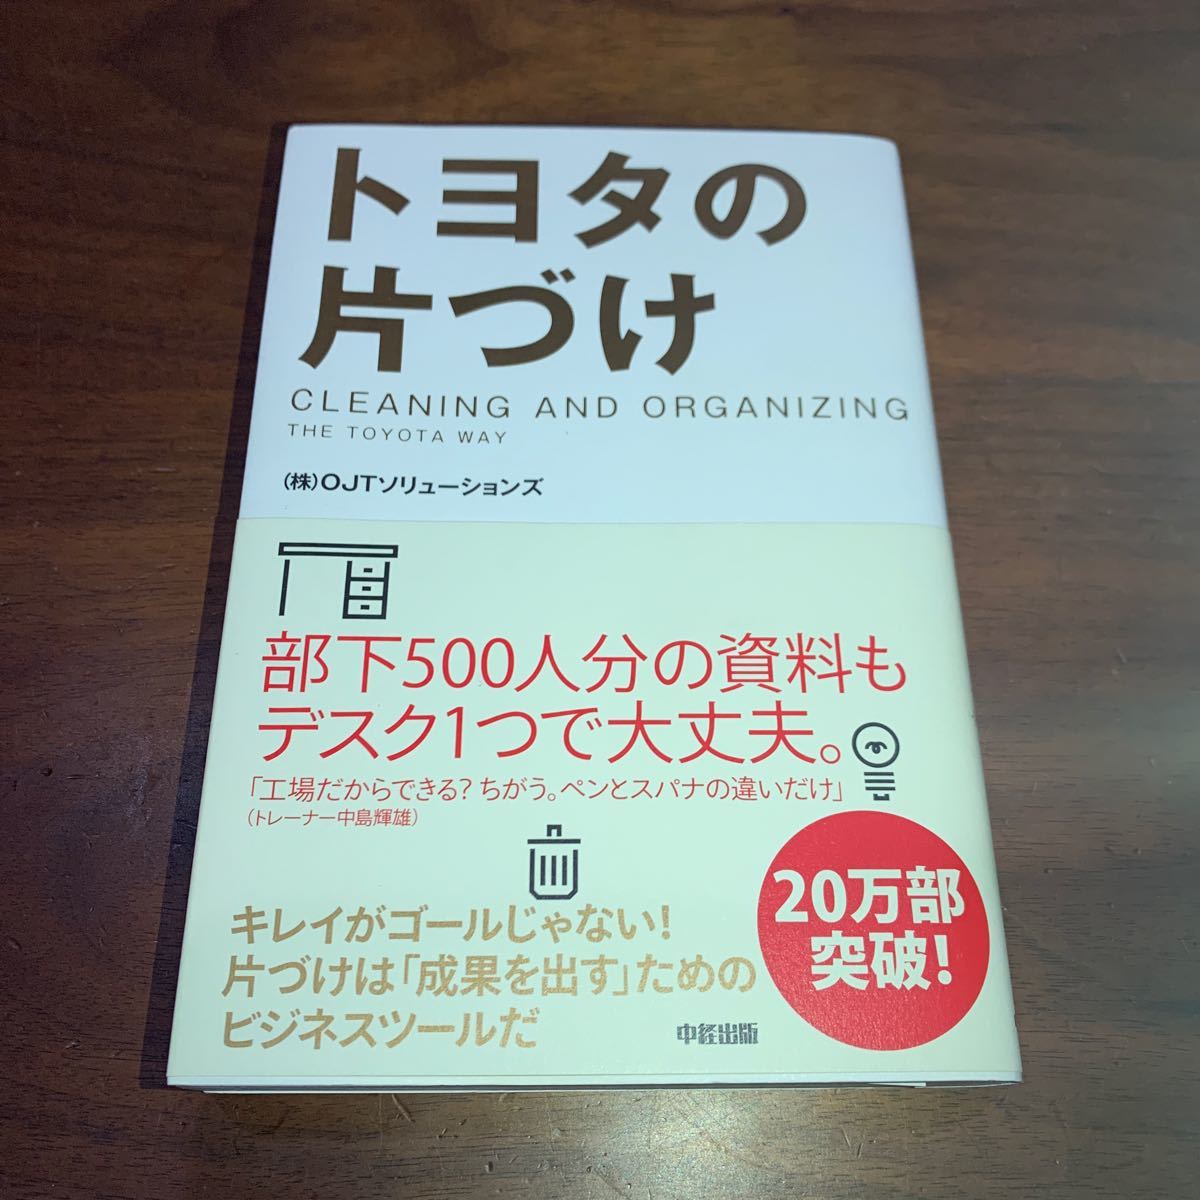 トヨタの
片づけ
CLEANING AND ORGANIZING
THE TOYOTA WAY
(株)OJTソリューションズ
部下500人分の資料も
デスク1つで大丈夫。
「工場だからできる? ちがう。ペンとスパナの違いだけ」
(トレーナー中島輝雄)
キレイがゴールじゃない!
片づけは「成果を出す」ための
ビジネスツールだ
20万部
突破!
中経出版